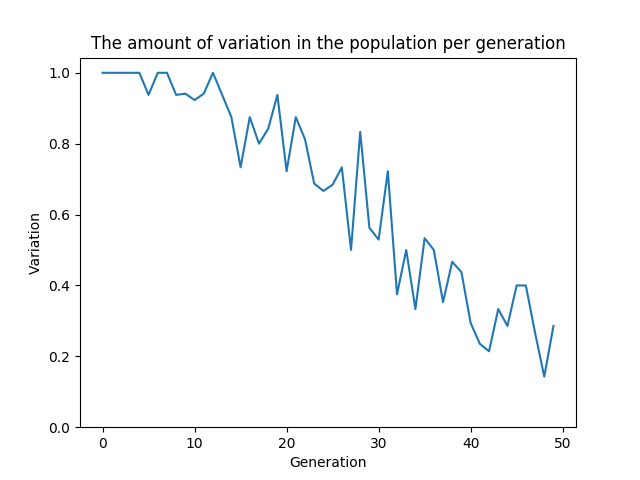 The amount of variation in the population per generation
1.0
0.8
0.6
0.4
0.2
0.0
Variation
0 10 20 30 40 50
Generation